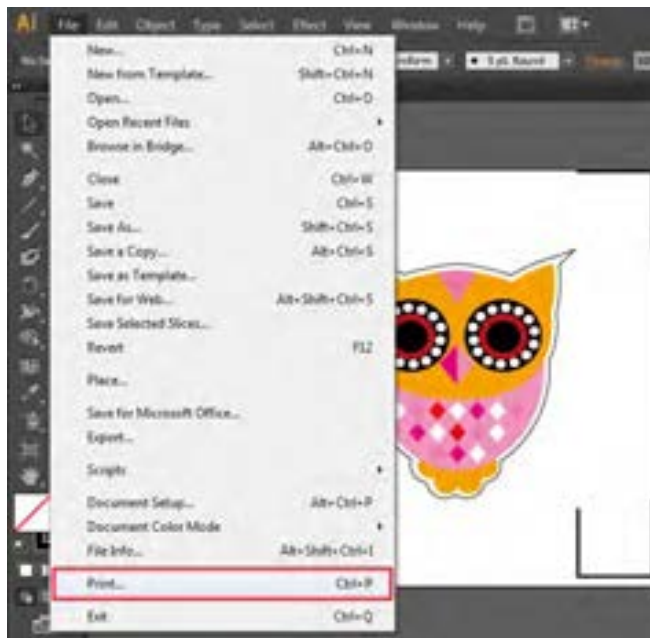 Ai File Edit Object Type Select Effect View Window Help
New... Ctrl+N
New from Template... Shift+Ctrl+N
Open... Ctrl+O
Open Recent Files
Browse in Bridge... Alt+Ctrl+O
Close Ctrl+W
Save Ctrl+S
Save As... Shift+Ctrl+S
Save a Copy... Alt+Ctrl+S
Save as Template...
Save for Web... Alt+Shift+Ctrl+S
Save Selected Slices...
Revert F12
Place...
Save for Microsoft Office...
Export...
Scripts
Document Setup... Alt+Ctrl+P
Document Color Mode
File Info... Alt+Shift+Ctrl+I
Print... Ctrl+P
Exit Ctrl+Q